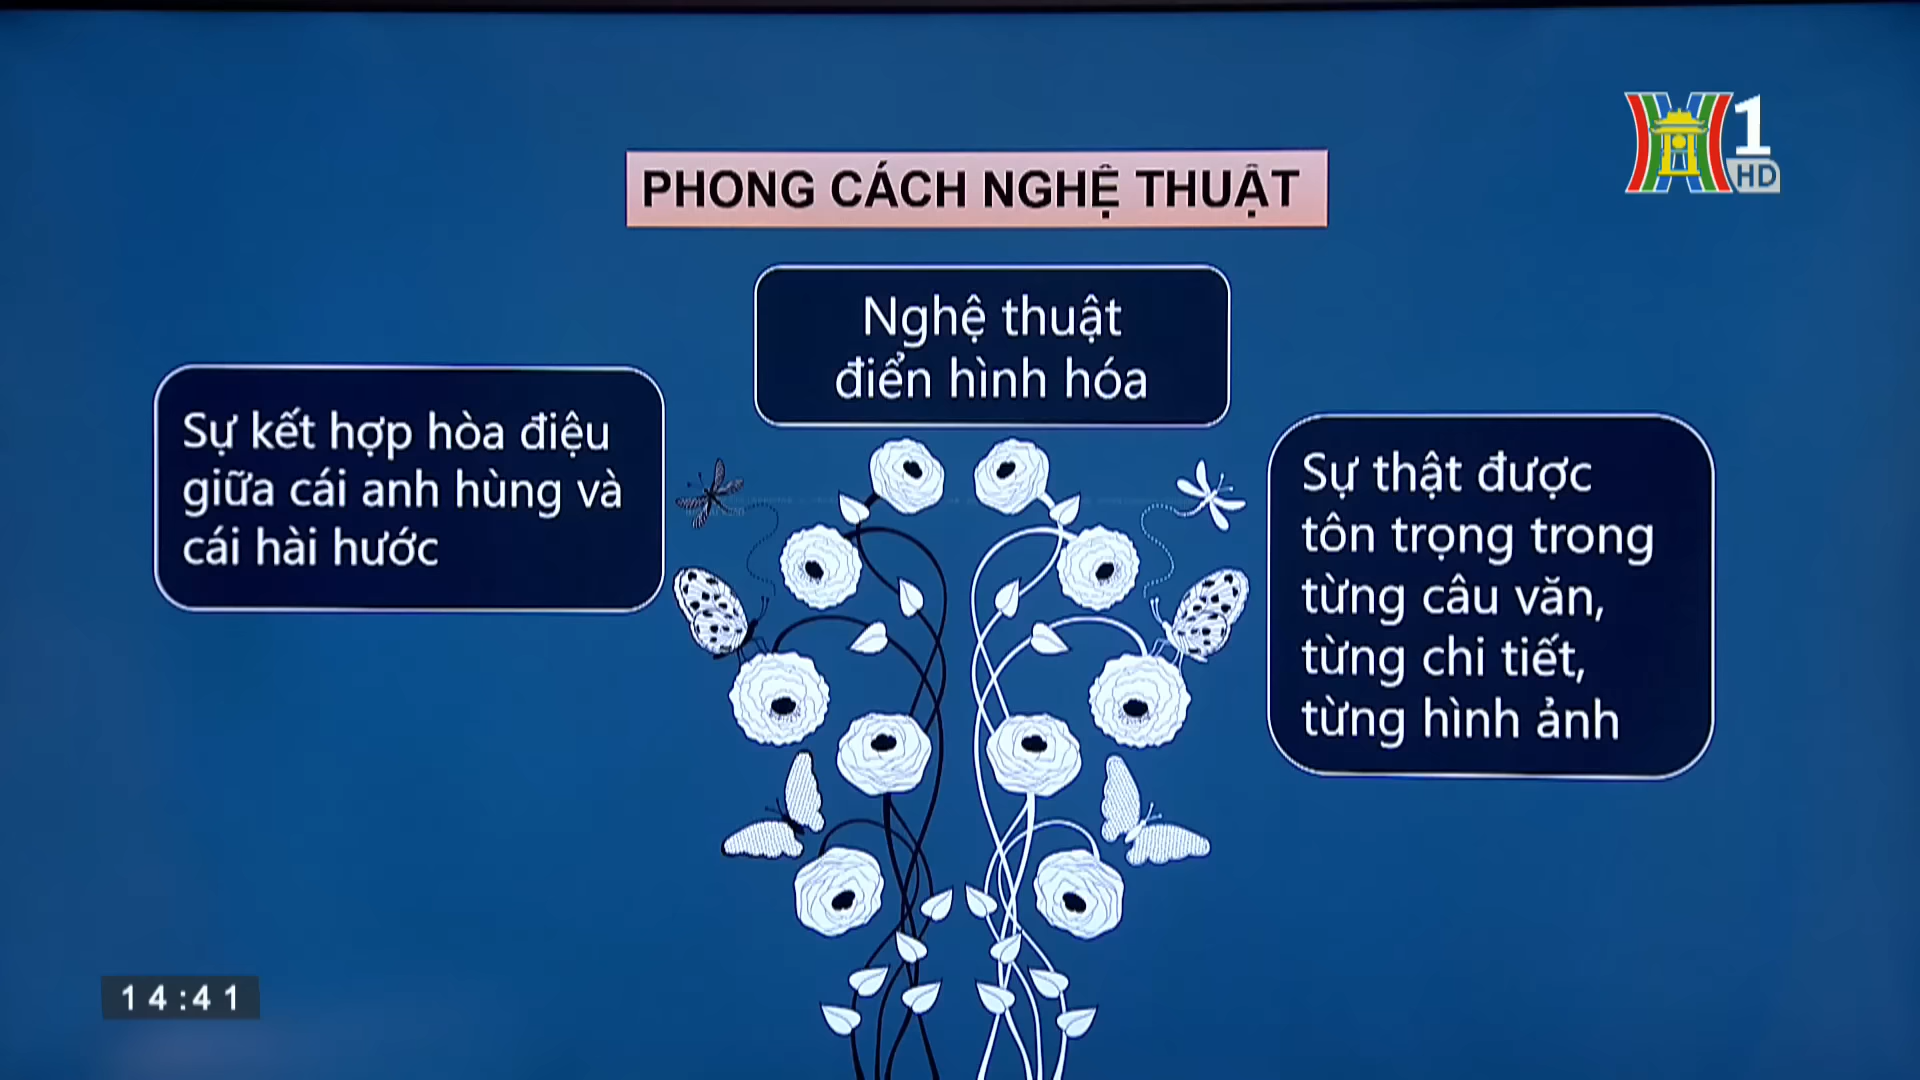 1
HD
PHONG CÁCH NGHỆ THUẬT
Nghệ thuật
điển hình hóa
Sự kết hợp hòa điệu
giữa cái anh hùng và
cái hài hước
Sự thật được
tôn trọng trong
từng câu văn,
từng chi tiết,
từng hình ảnh
14:41